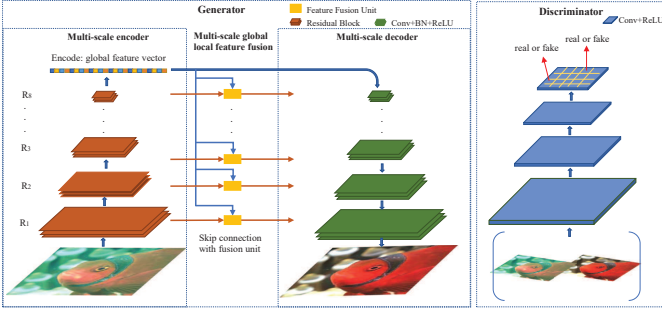 Generator
Feature Fusion Unit
Residual Block
Conv+BN+ReLU
Multi-scale encoder
Multi-scale global
local feature fusion
Multi-scale decoder
Encode: global feature vector
R8
R3
R2
R1
Skip connection
with fusion unit
Discriminator
Conv+ReLU
real or fake
real or fake